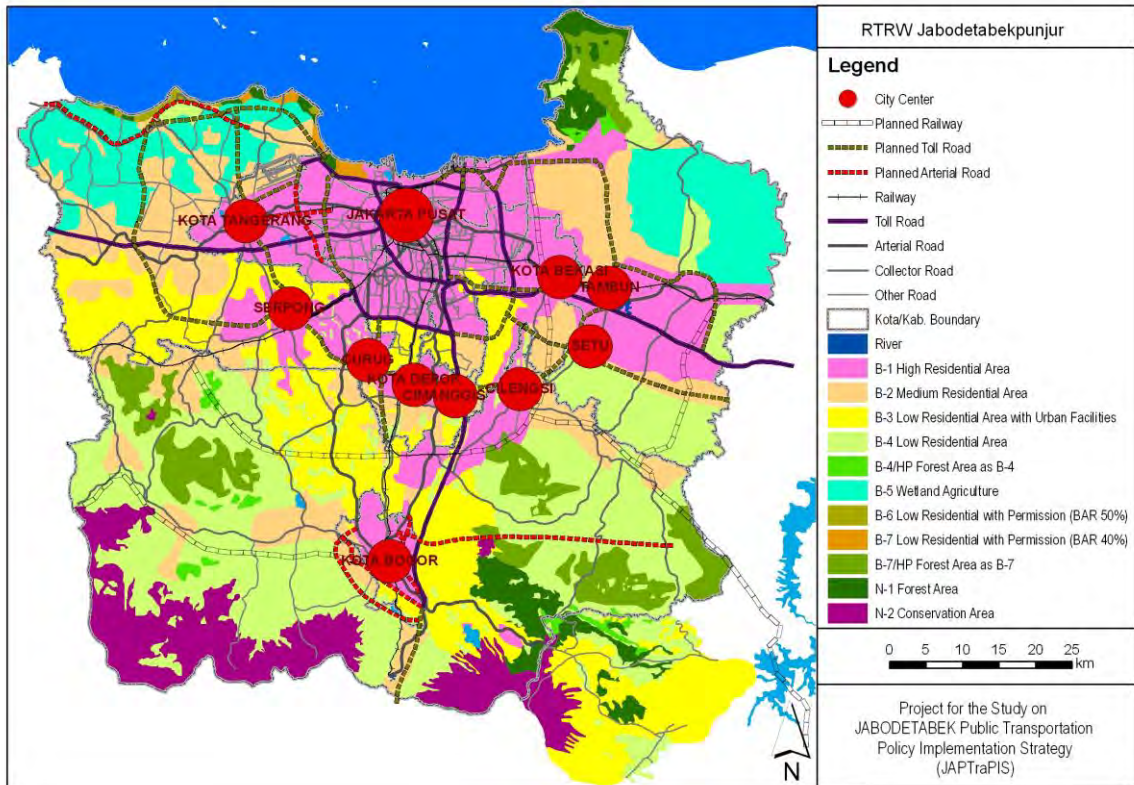 RTRW Jabodetabekpunjur
Legend
City Center
Planned Railway
Planned Toll Road
Planned Arterial Road
Railway
Toll Road
Arterial Road
Collector Road
Other Road
Kota/Kab. Boundary
River
B-1 High Residential Area
B-2 Medium Residential Area
B-3 Low Residential Area with Urban Facilities
B-4 Low Residential Area
B-4/HP Forest Area as B-4
B-5 Wetland Agriculture
B-6 Low Residential with Permission (BAR 50%)
B-7 Low Residential with Permission (BAR 40%)
B-7/HP Forest Area as B-7
N-1 Forest Area
N-2 Conservation Area
0 5 10 15 20 25
km
Project for the Study on
JABODETABEK Public Transportation
Policy Implementation Strategy
(JAPTraPIS)
N
KOTA TANGERANG
JAKARTA PUSAT
KOTA BEKASI
TAMBUN
SERPONG
SETU
CURUG
KOTA DEPOK
CIMANGGIS
CILENGSI
KOTA BOGOR